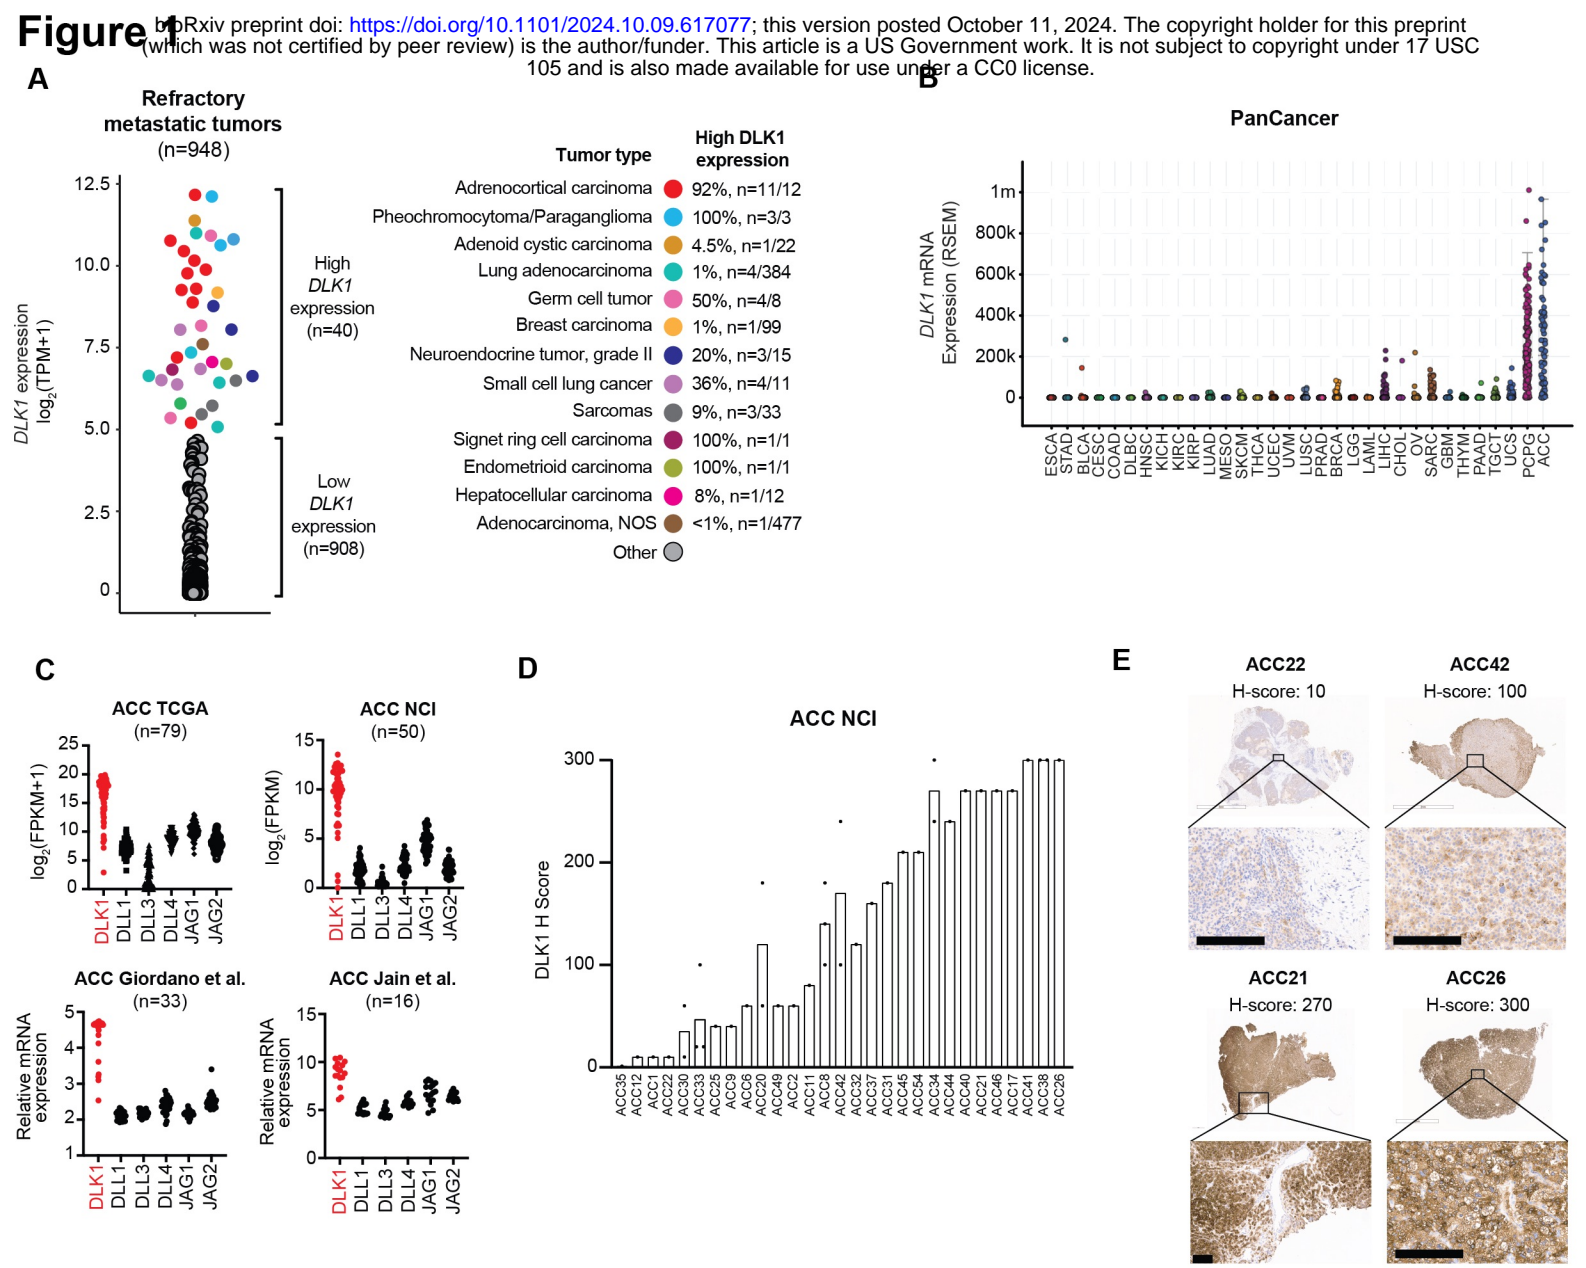 Figure 1
bioRxiv preprint doi: https://doi.org/10.1101/2024.10.09.617077; this version posted October 11, 2024. The copyright holder for this preprint
(which was not certified by peer review) is the author/funder. This article is a US Government work. It is not subject to copyright under 17 USC
105 and is also made available for use under a CC0 license.
A
Refractory
metastatic tumors
(n=948)
DLK1 expression
log2(TPM+1)
12.5
10.0
7.5
5.0
2.5
0
High
DLK1
expression
(n=40)
Low
DLK1
expression
(n=908)
Tumor type
High DLK1
expression
Adrenocortical carcinoma 92%, n=11/12
Pheochromocytoma/Paraganglioma 100%, n=3/3
Adenoid cystic carcinoma 4.5%, n=1/22
Lung adenocarcinoma 1%, n=4/384
Germ cell tumor 50%, n=4/8
Breast carcinoma 1%, n=1/99
Neuroendocrine tumor, grade II 20%, n=3/15
Small cell lung cancer 36%, n=4/11
Sarcomas 9%, n=3/33
Signet ring cell carcinoma 100%, n=1/1
Endometrioid carcinoma 100%, n=1/1
Hepatocellular carcinoma 8%, n=1/12
Adenocarcinoma, NOS <1%, n=1/477
Other
B
PanCancer
DLK1 mRNA
Expression (RSEM)
1m
800k
600k
400k
200k
0
ESCA
STAD
BLCA
CESC
COAD
DLBC
HNSC
KICH
KIRC
KIRP
LUAD
MESO
SKCM
THCA
UCEC
UVM
LUSC
PRAD
BRCA
LGG
LAML
LIHC
CHOL
OV
SARC
GBM
THYM
PAAD
TGCT
UCS
PCPG
ACC
C
ACC TCGA
(n=79)
log2(FPKM+1)
25
20
15
10
5
0
DLK1
DLL1
DLL3
DLL4
JAG1
JAG2
ACC NCI
(n=50)
log2(FPKM)
15
10
5
0
DLK1
DLL1
DLL3
DLL4
JAG1
JAG2
ACC Giordano et al.
(n=33)
Relative mRNA
expression
5
4
3
2
1
DLK1
DLL1
DLL3
DLL4
JAG1
JAG2
ACC Jain et al.
(n=16)
Relative mRNA
expression
15
10
5
0
DLK1
DLL1
DLL3
DLL4
JAG1
JAG2
D
ACC NCI
DLK1 H Score
300
200
100
0
ACC35
ACC12
ACC1
ACC22
ACC30
ACC33
ACC25
ACC9
ACC6
ACC20
ACC49
ACC2
ACC11
ACC8
ACC42
ACC32
ACC37
ACC31
ACC45
ACC54
ACC34
ACC44
ACC40
ACC21
ACC46
ACC17
ACC41
ACC38
ACC26
E
ACC22
H-score: 10
ACC42
H-score: 100
ACC21
H-score: 270
ACC26
H-score: 300